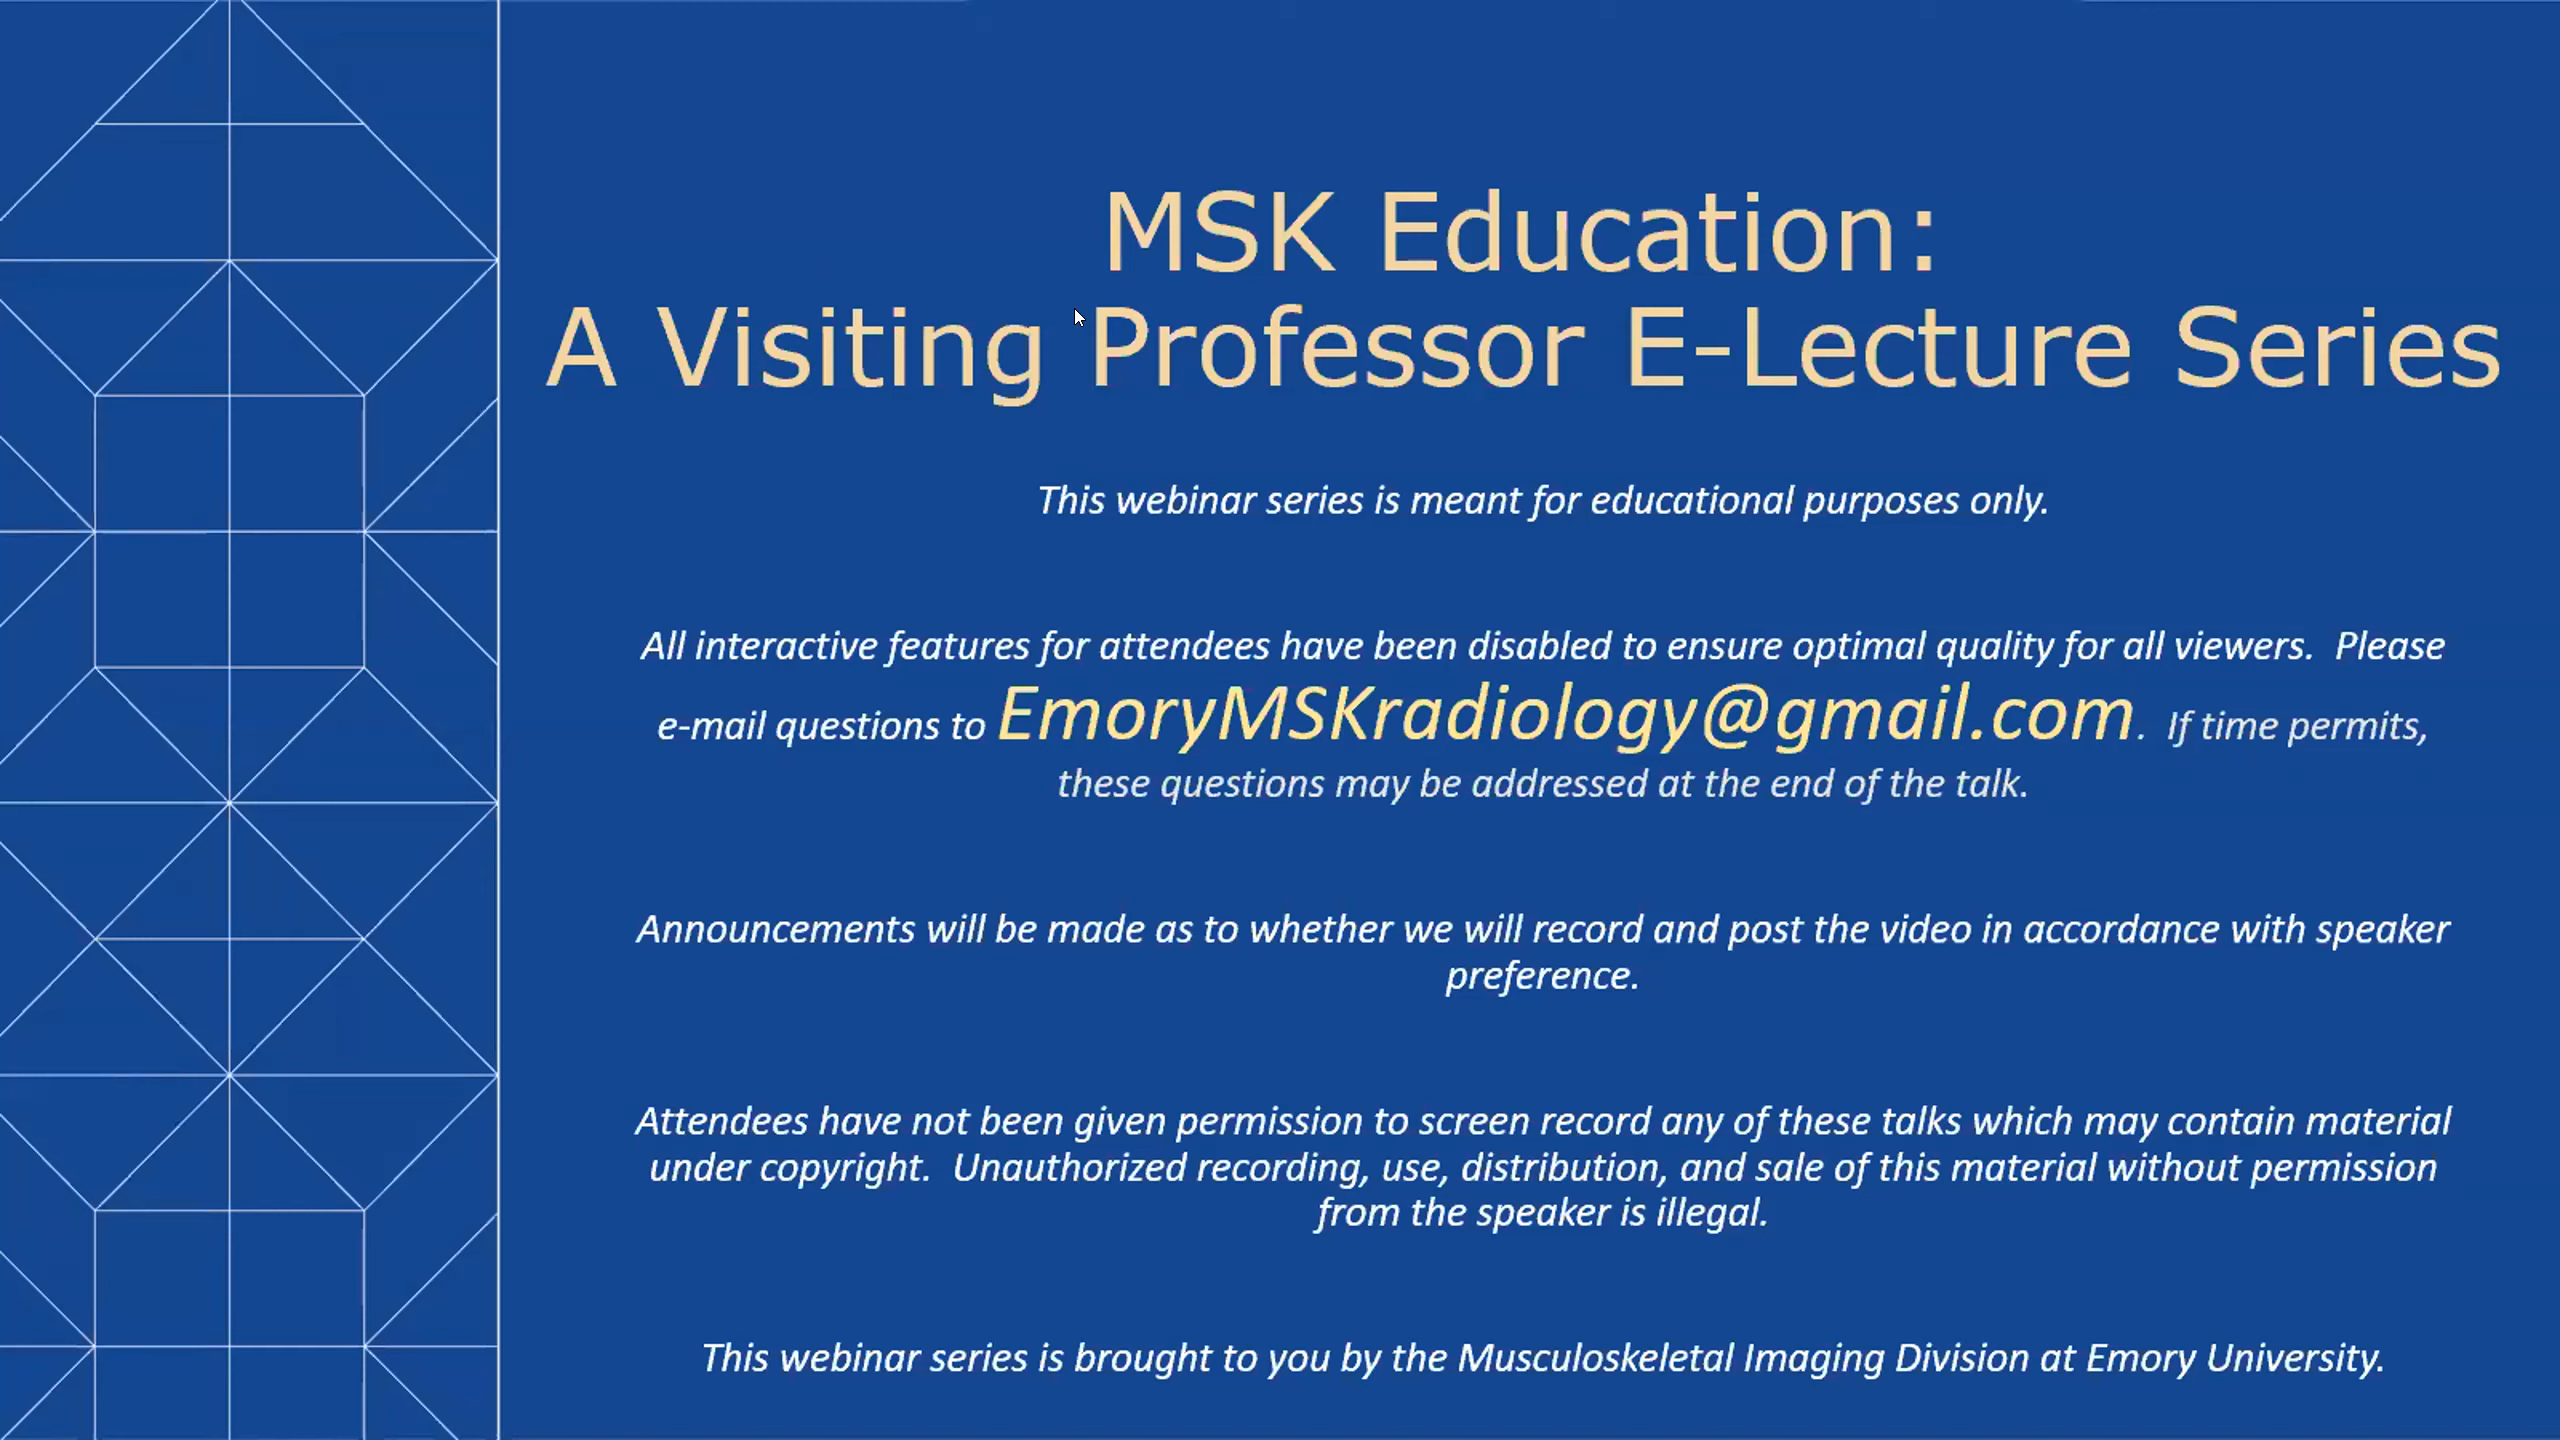 MSK Education:
A Visiting Professor E-Lecture Series
This webinar series is meant for educational purposes only.
All interactive features for attendees have been disabled to ensure optimal quality for all viewers.  Please
e-mail questions to EmoryMSKradiology@gmail.com.  If time permits,
these questions may be addressed at the end of the talk.
Announcements will be made as to whether we will record and post the video in accordance with speaker
preference.
Attendees have not been given permission to screen record any of these talks which may contain material
under copyright.  Unauthorized recording, use, distribution, and sale of this material without permission
from the speaker is illegal.
This webinar series is brought to you by the Musculoskeletal Imaging Division at Emory University.